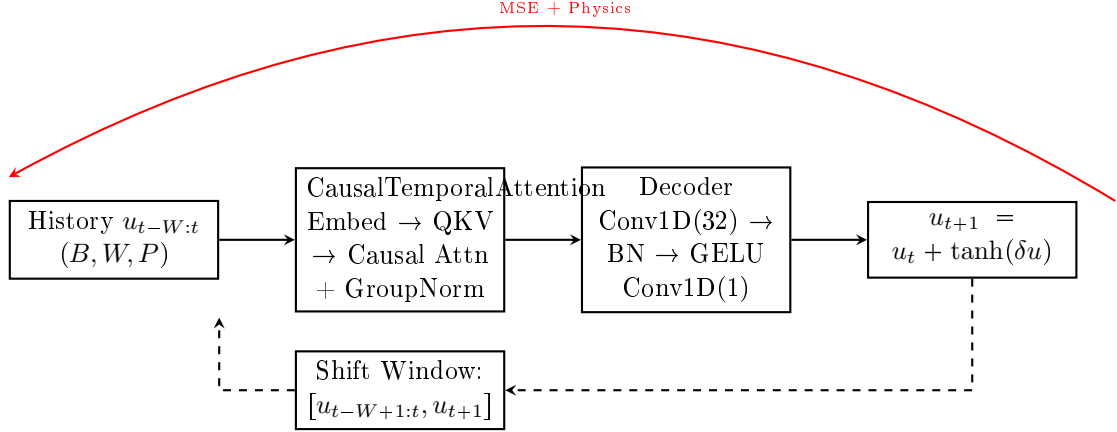 MSE + Physics
History $u_{t-W:t}$
$(B, W, P)$
CausalTemporalAttention
Embed → QKV
→ Causal Attn
+ GroupNorm
Decoder
Conv1D(32) →
BN → GELU
Conv1D(1)
$u_{t+1}$ =
$u_t + \tanh(\delta u)$
Shift Window:
$[u_{t-W+1:t}, u_{t+1}]$